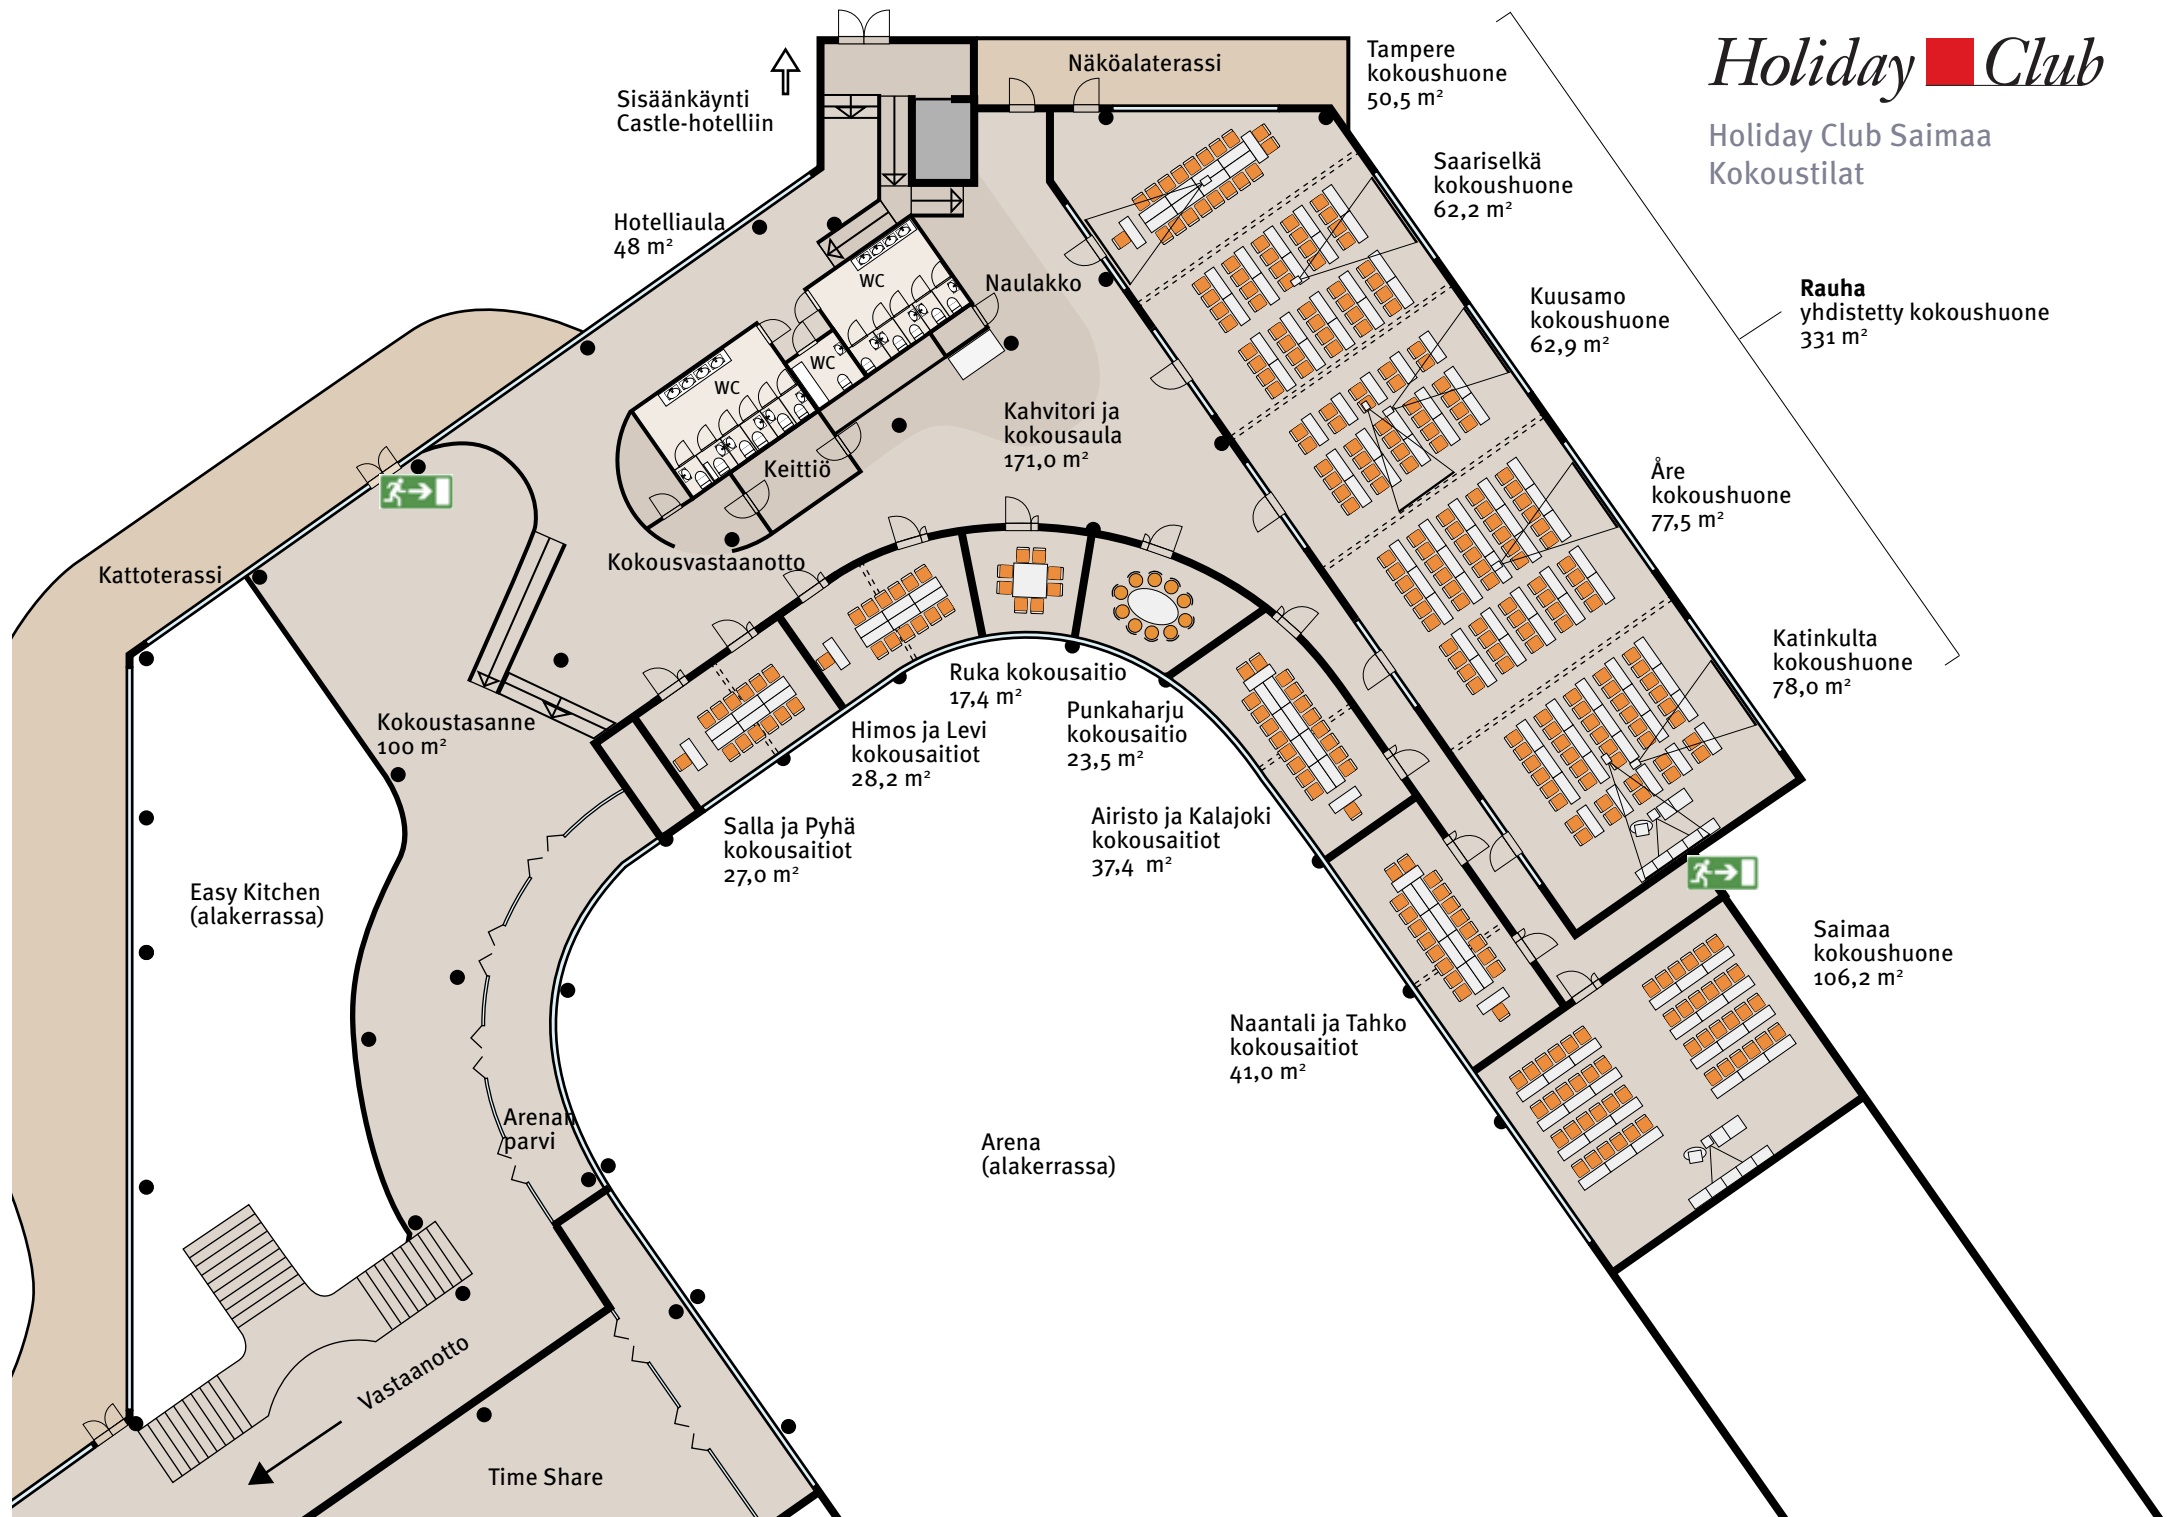 Holiday Club
Holiday Club Saimaa
Kokoustilat
Näköalaterassi
Tampere
kokoushuone
50,5 m²
Sisäänkäynti
Castle-hotelliin
Saariselkä
kokoushuone
62,2 m²
Hotelliaula
48 m²
WC
Naulakko
Kuusamo
kokoushuone
62,9 m²
Rauha
yhdistetty kokoushuone
331 m²
WC
WC
Kahvitori ja
kokousaula
171,0 m²
Keittiö
Åre
kokoushuone
77,5 m²
Kokousvastaanotto
Kattoterassi
Katinkulta
kokoushuone
78,0 m²
Ruka kokousaitio
17,4 m²
Punkaharju
kokousaitio
23,5 m²
Kokoustasanne
100 m²
Himos ja Levi
kokousaitiot
28,2 m²
Airisto ja Kalajoki
kokousaitiot
37,4 m²
Salla ja Pyhä
kokousaitiot
27,0 m²
Easy Kitchen
(alakerrassa)
Saimaa
kokoushuone
106,2 m²
Naantali ja Tahko
kokousaitiot
41,0 m²
Arenan
parvi
Arena
(alakerrassa)
Vastaanotto
Time Share